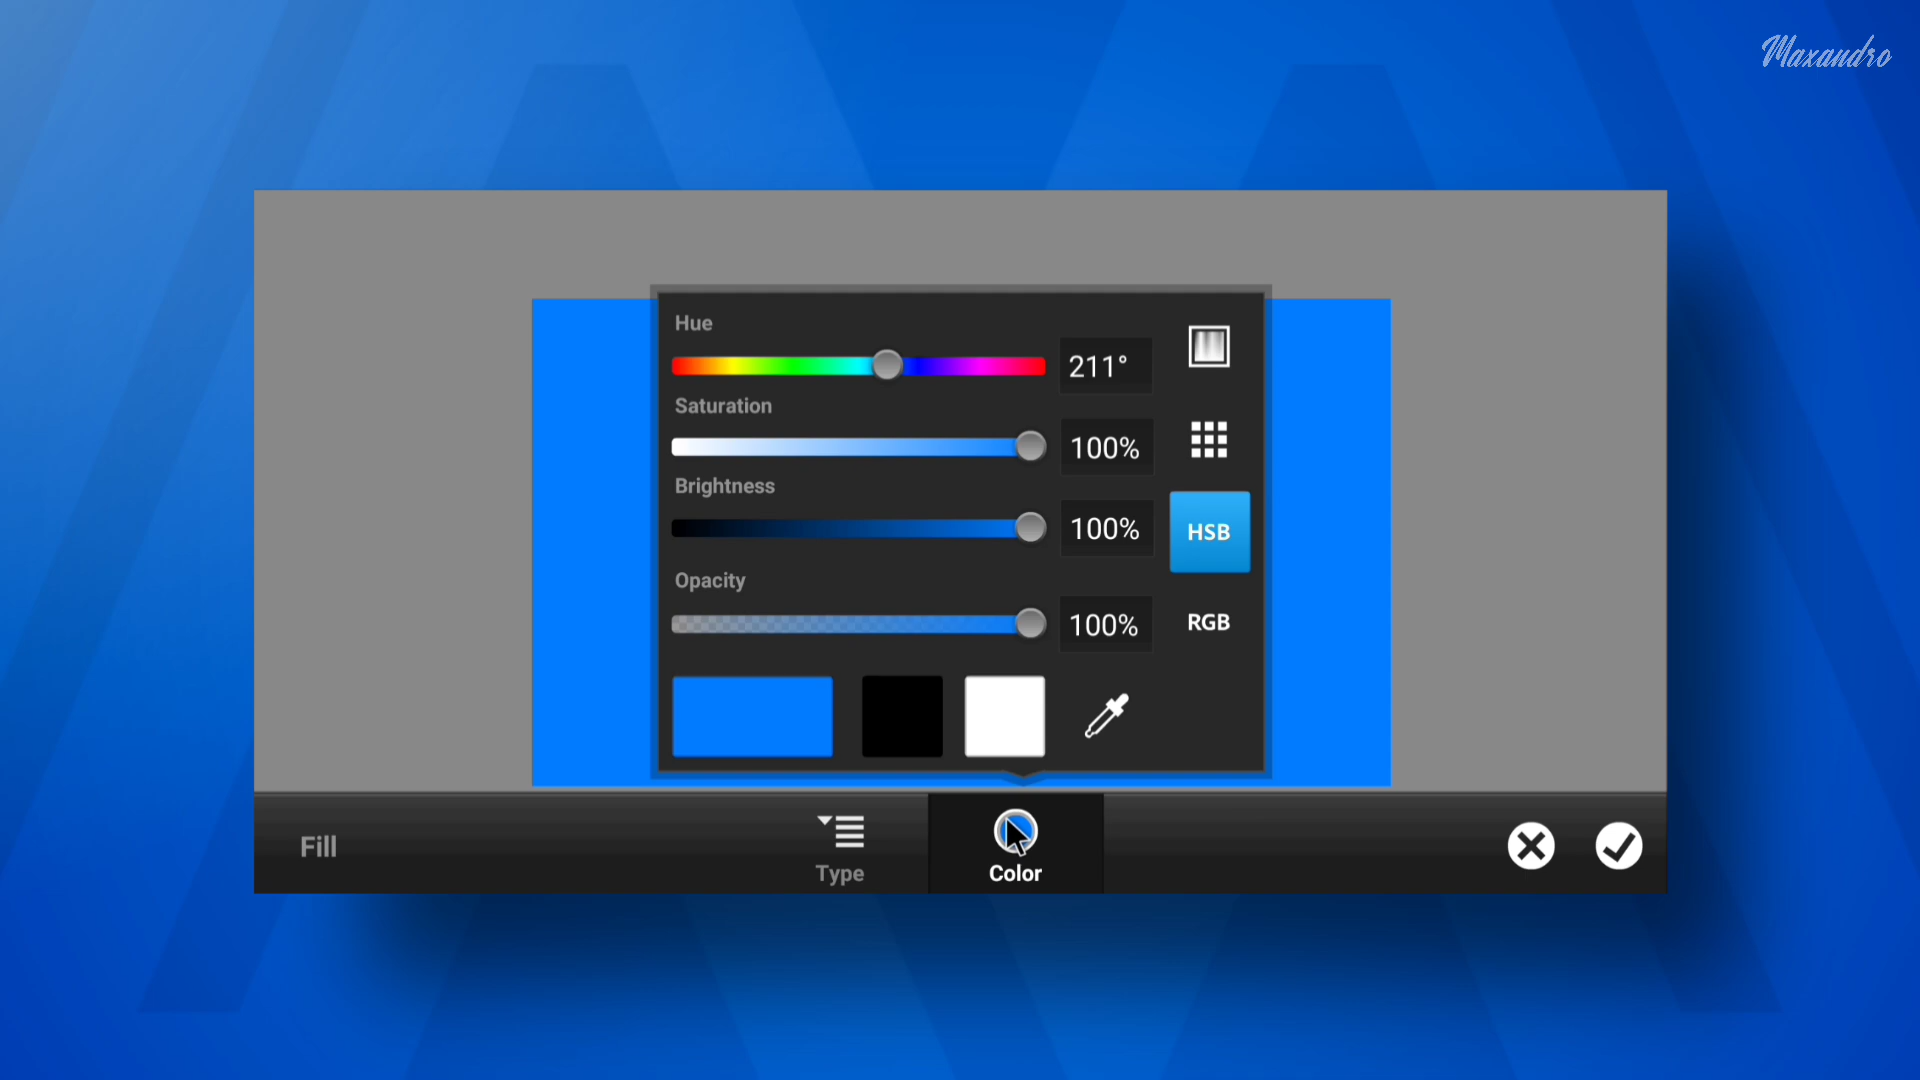 Maxandro
Hue
211°
Saturation
100%
Brightness
100%
HSB
Opacity
100%
RGB
Fill
Type
Color